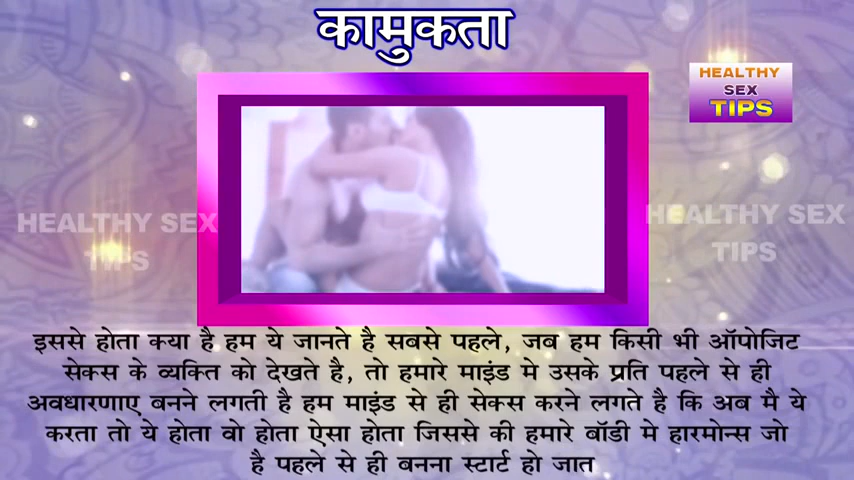 कामुकता
HEALTHY
SEX
TIPS
HEALTHY SEX
TIPS
HEALTHY SEX
TIPS
इससे होता क्या है हम ये जानते है सबसे पहले, जब हम किसी भी ऑपोजिट
सेक्स के व्यक्ति को देखते है, तो हमारे माइंड मे उसके प्रति पहले से ही
अवधारणाए बनने लगती है हम माइंड से ही सेक्स करने लगते है कि अब मै ये
करता तो ये होता वो होता ऐसा होता जिससे की हमारे बॉडी मे हारमोन्स जो
है पहले से ही बनना स्टार्ट हो जात